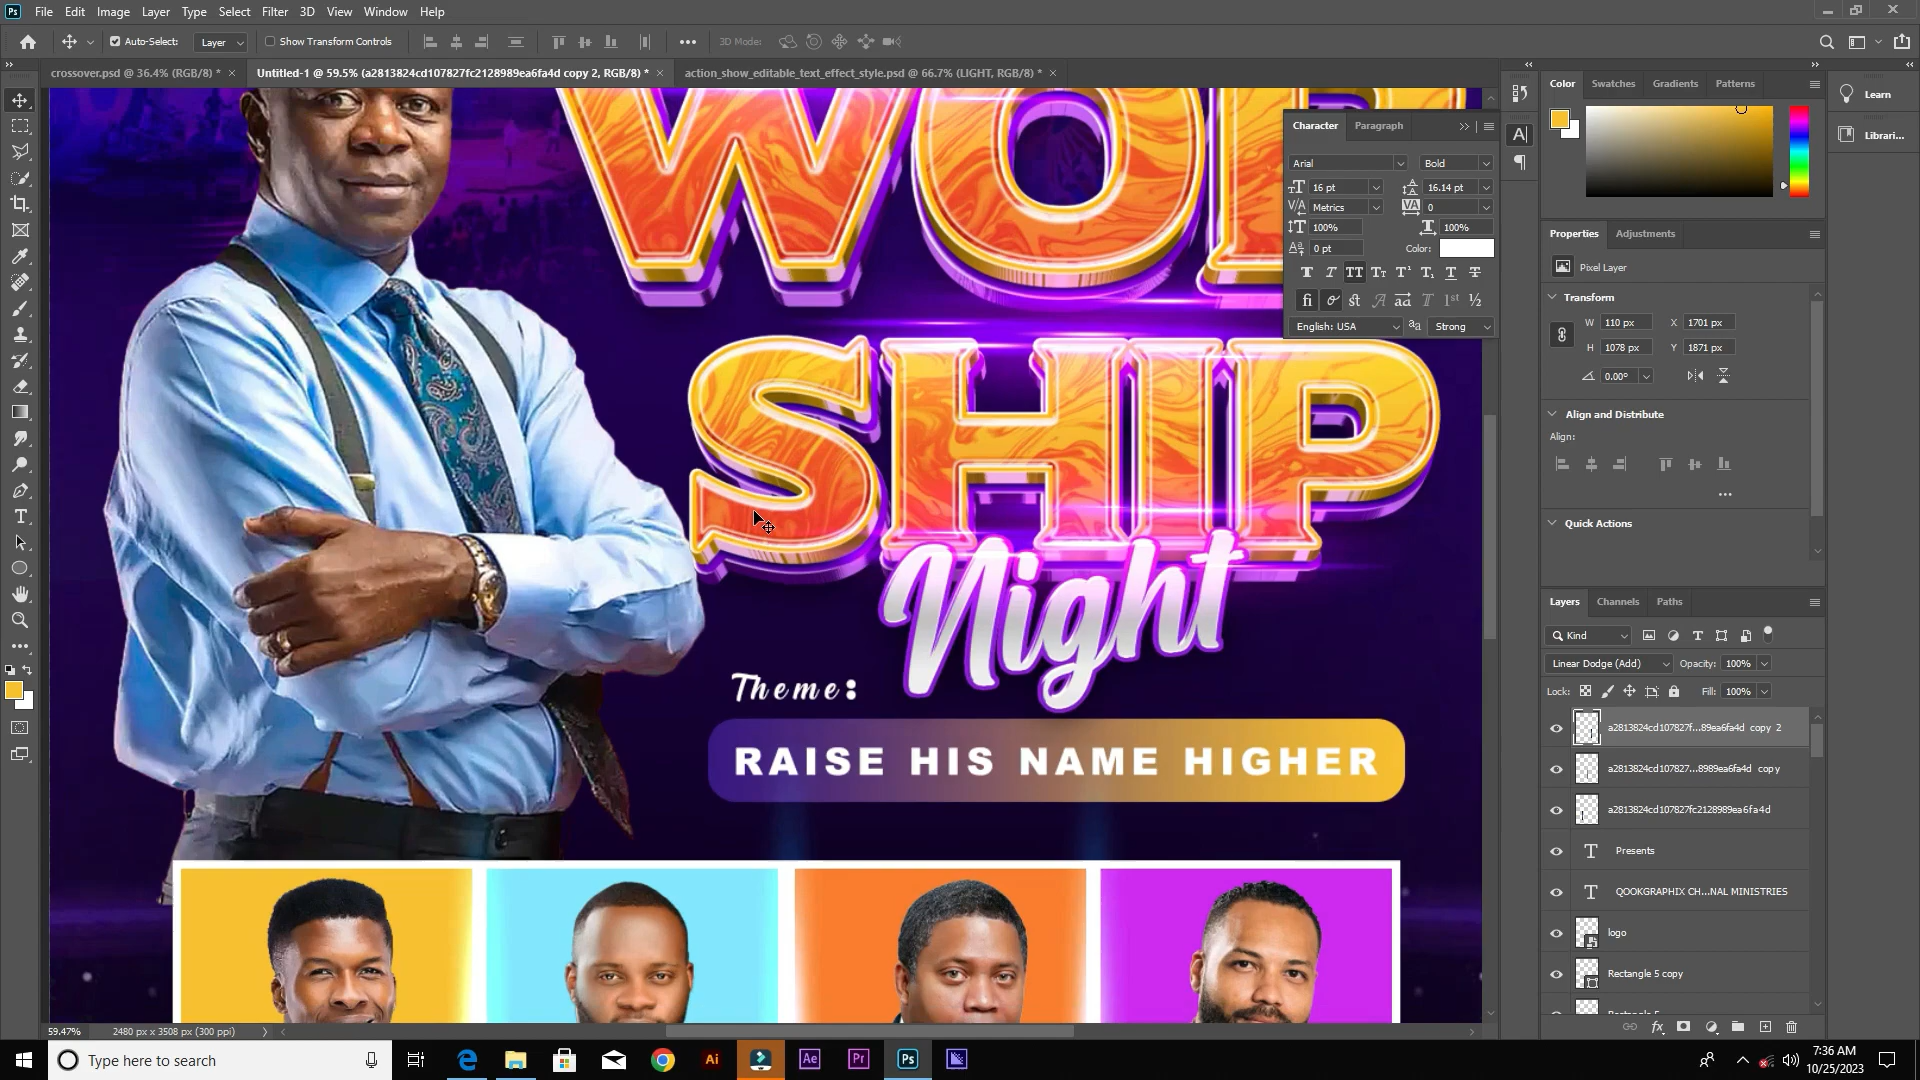 Ps File Edit Image Layer Type Select Filter 3D View Window Help
Auto-Select: Layer Show Transform Controls 3D Mode:
crossover.psd @ 36.4% (RGB/8) * × Untitled-1 @ 59.5% (a2813824cd107827fc2128989ea6fa4d copy 2, RGB/8) * × action_show_editable_text_effect_style.psd @ 66.7% (LIGHT, RGB/8) * ×
Color Swatches Gradients Patterns
Learn
Librari...
Character Paragraph
Arial Bold
16 pt 16.14 pt
Metrics 0
100% 100%
0 pt Color:
English: USA Strong
Properties Adjustments
Pixel Layer
Transform
W 110 px X 1701 px
H 1078 px Y 1871 px
0.00°
Align and Distribute
Align:
Quick Actions
WOR
SHIP
Night
Theme:
RAISE HIS NAME HIGHER
Layers Channels Paths
Kind
Linear Dodge (Add) Opacity: 100%
Lock: Fill: 100%
a2813824cd107827f...89ea6fa4d copy 2
a2813824cd107827...8989ea6fa4d copy
a2813824cd107827fc2128989ea6fa4d
Presents
QOOKGRAPHIX CH...NAL MINISTRIES
logo
Rectangle 5 copy
59.47% 2480 px x 3508 px (300 ppi)
Type here to search
Ai Ae Pr Ps
7:36 AM
10/25/2023